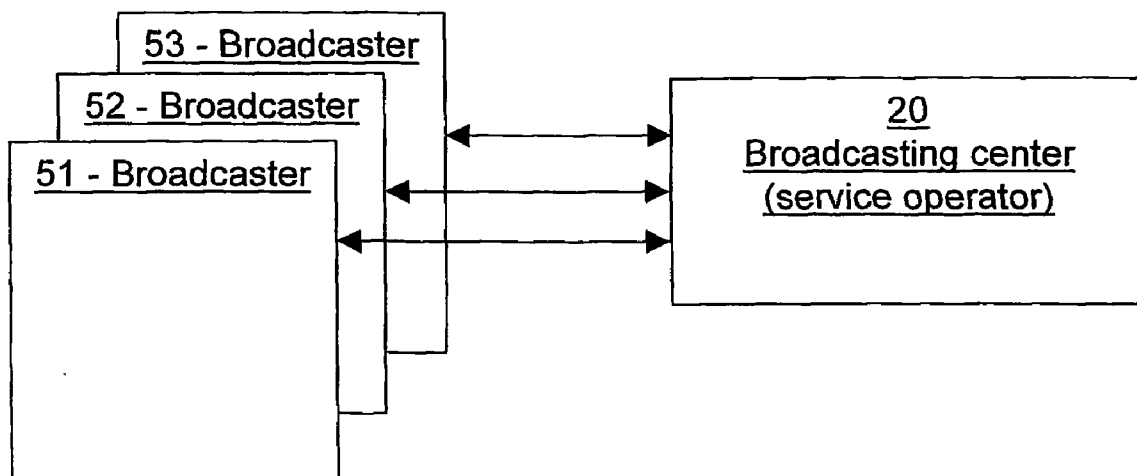 53 - Broadcaster
52 - Broadcaster
51 - Broadcaster
20
Broadcasting center
(service operator)